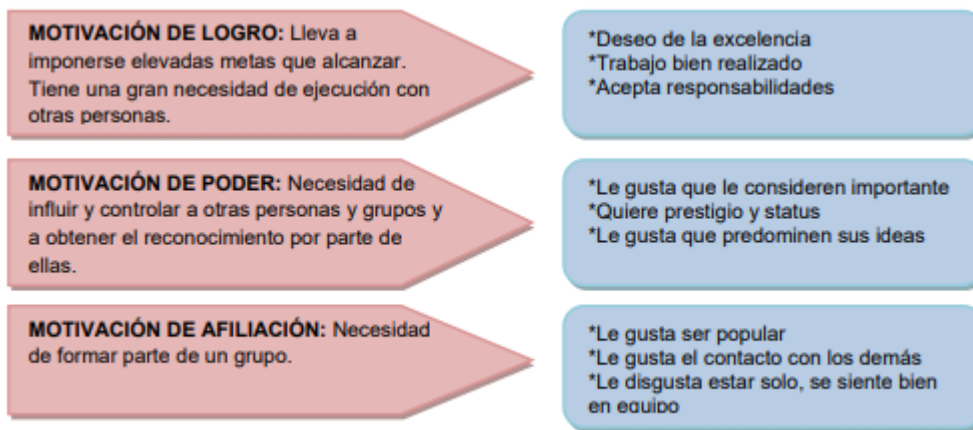 MOTIVACIÓN DE LOGRO: Lleva a
imponerse elevadas metas que alcanzar.
Tiene una gran necesidad de ejecución con
otras personas.
*Deseo de la excelencia
*Trabajo bien realizado
*Acepta responsabilidades
MOTIVACIÓN DE PODER: Necesidad de
influir y controlar a otras personas y grupos y
a obtener el reconocimiento por parte de
ellas.
*Le gusta que le consideren importante
*Quiere prestigio y status
*Le gusta que predominen sus ideas
MOTIVACIÓN DE AFILIACIÓN: Necesidad
de formar parte de un grupo.
*Le gusta ser popular
*Le gusta el contacto con los demás
*Le disgusta estar solo, se siente bien
en equipo